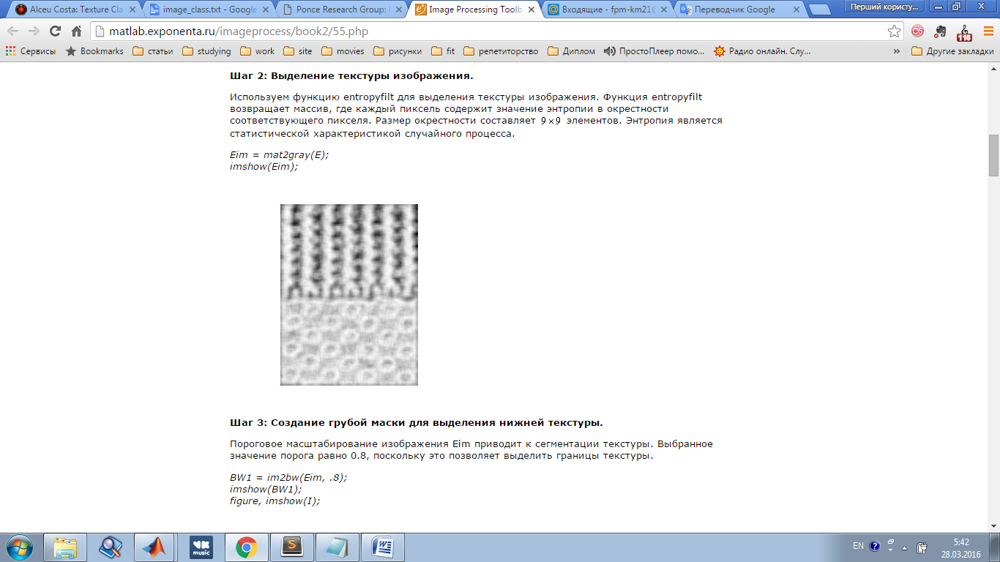 Alceu Costa: Texture Cla
image_class.txt - Google
Ponce Research Group:
Image Processing Toolb
Входящие - fpm-km21@
Переводчик Google
Перший користу...
matlab.exponenta.ru/imageprocess/book2/55.php
116
Сервисы
Bookmarks
статьи
studying
work
site
movies
рисунки
fit
репетиторство
Диплом
ПростоПлеер помо...
Радио онлайн. Слу...
»
Другие закладки
Шаг 2: Выделение текстуры изображения.
Используем функцию entropyfilt для выделения текстуры изображения. Функция entropyfilt
возвращает массив, где каждый пиксель содержит значение энтропии в окрестности
соответствующего пикселя. Размер окрестности составляет 9×9 элементов. Энтропия является
статистической характеристикой случайного процесса.
Eim = mat2gray(E);
imshow(Eim);
Шаг 3: Создание грубой маски для выделения нижней текстуры.
Пороговое масштабирование изображения Eim приводит к сегментации текстуры. Выбранное
значение порога равно 0.8, поскольку это позволяет выделить границы текстуры.
BW1 = im2bw(Eim, .8);
imshow(BW1);
figure, imshow(I);
VK
music
S
W
EN
5:42
28.03.2016